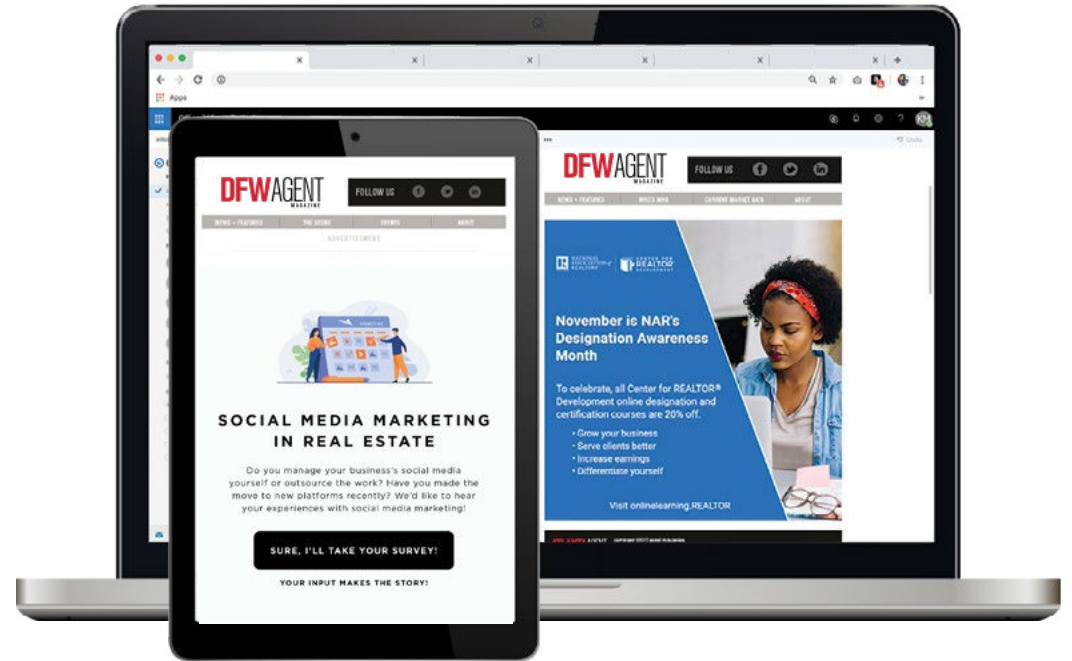 Apps
KM
Undo
DFWAGENT
MAGAZINE
FOLLOW US
NEWS + FEATURES THE SCENE EVENTS ABOUT
ADVERTISEMENT
SOCIAL MEDIA MARKETING
IN REAL ESTATE
Do you manage your business's social media
yourself or outsource the work? Have you made the
move to new platforms recently? We'd like to hear
your experiences with social media marketing!
SURE, I'LL TAKE YOUR SURVEY!
YOUR INPUT MAKES THE STORY!
DFWAGENT
MAGAZINE
FOLLOW US
NEWS + FEATURES WHO'S WHO CURRENT MARKET DATA ABOUT
NATIONAL
ASSOCIATION of
REALTORS®
CENTER FOR
REALTOR®
DEVELOPMENT
November is NAR's
Designation Awareness
Month
To celebrate, all Center for REALTOR®
Development online designation and
certification courses are 20% off.
• Grow your business
• Serve clients better
• Increase earnings
• Differentiate yourself
Visit onlinelearning.REALTOR